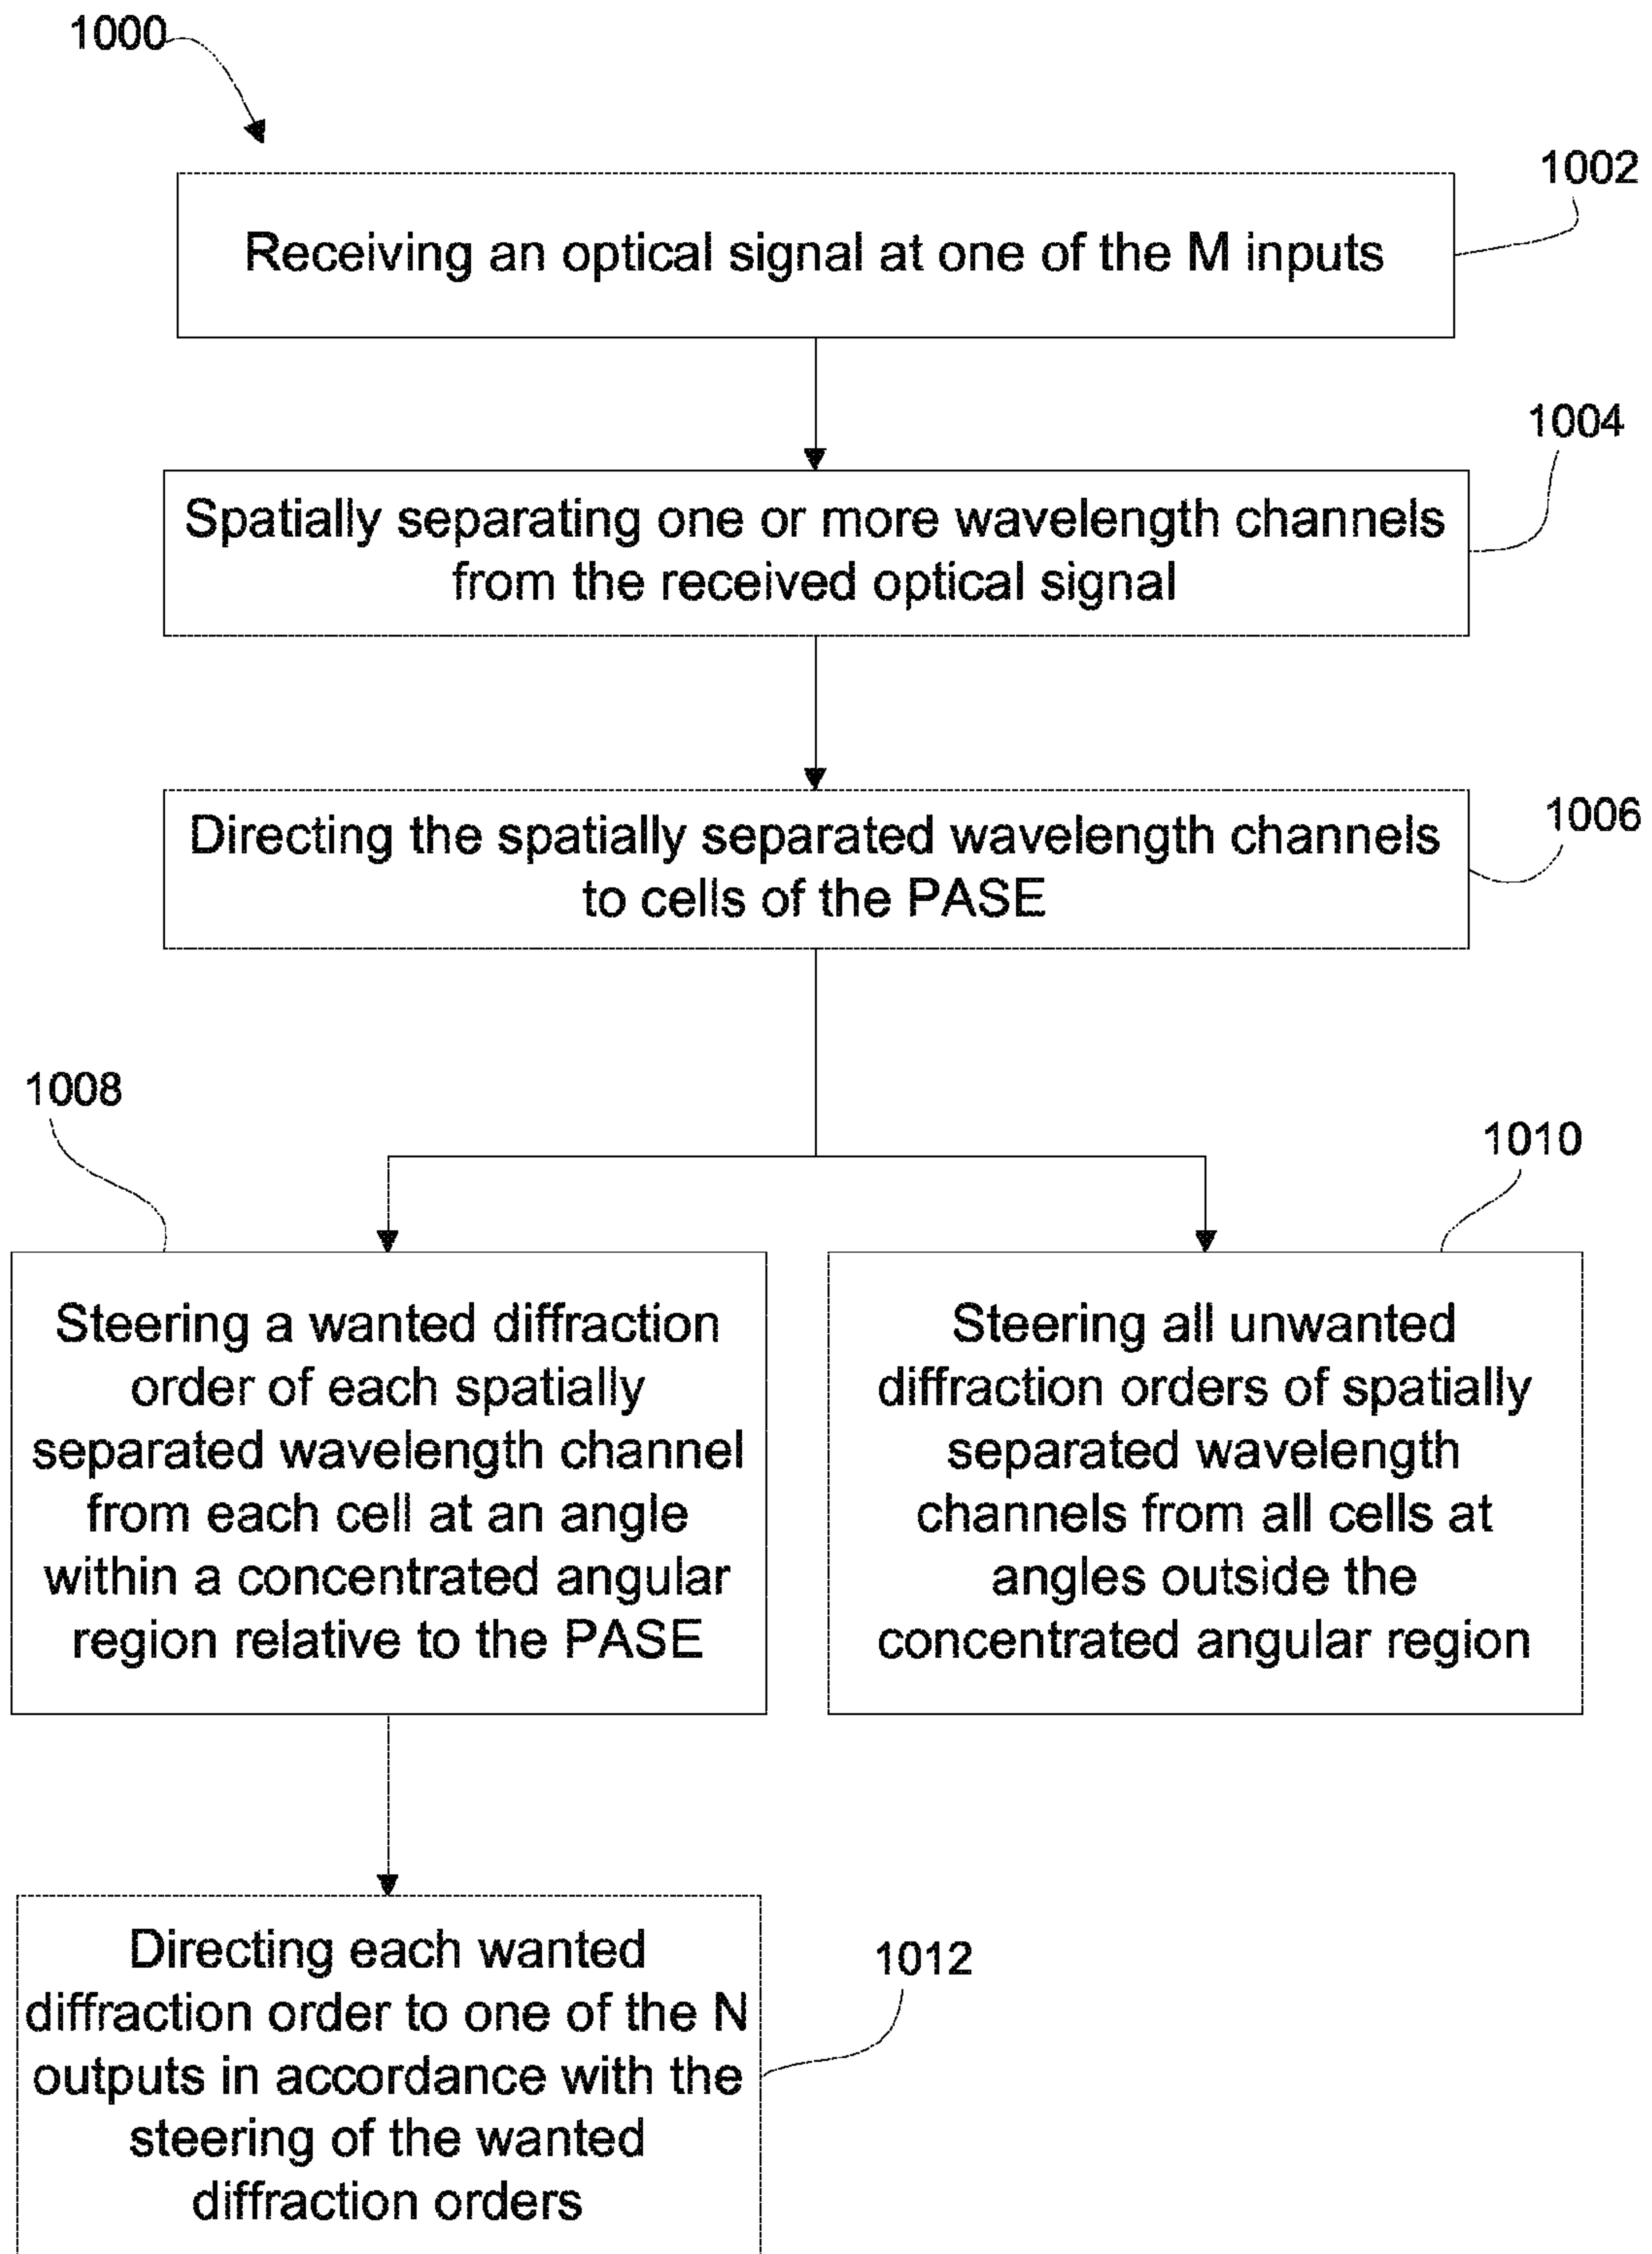 1000
1002
Receiving an optical signal at one of the M inputs
1004
Spatially separating one or more wavelength channels
from the received optical signal
1006
Directing the spatially separated wavelength channels
to cells of the PASE
1008
Steering a wanted diffraction
order of each spatially
separated wavelength channel
from each cell at an angle
within a concentrated angular
region relative to the PASE
1010
Steering all unwanted
diffraction orders of spatially
separated wavelength
channels from all cells at
angles outside the
concentrated angular region
1012
Directing each wanted
diffraction order to one of the N
outputs in accordance with the
steering of the wanted
diffraction orders